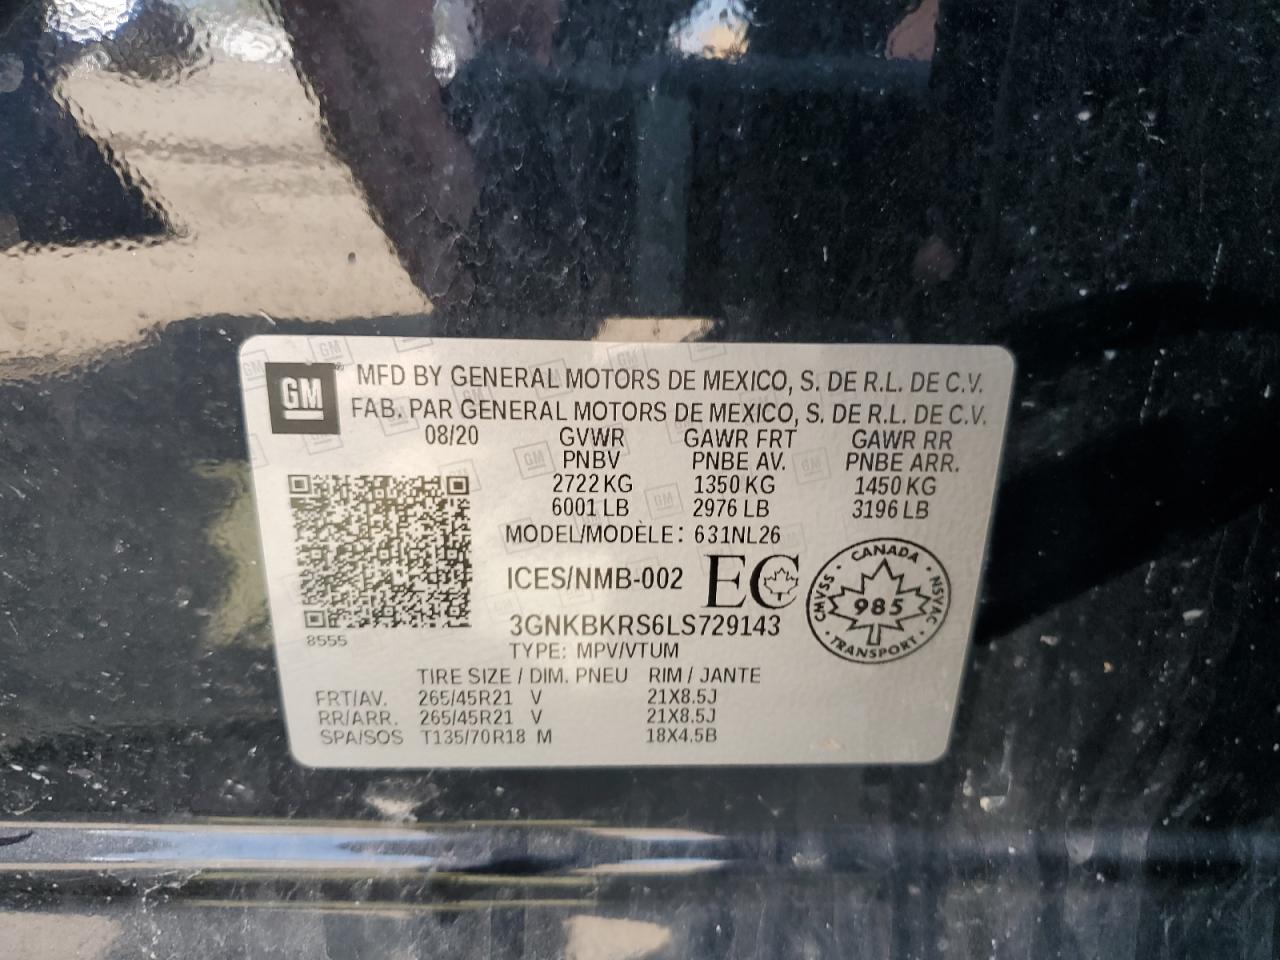 GM
MFD BY GENERAL MOTORS DE MEXICO, S. DE R.L. DE C.V.
FAB. PAR GENERAL MOTORS DE MEXICO, S. DE R.L. DE C.V.
08/20 GVWR GAWR FRT GAWR RR
PNBV PNBE AV. PNBE ARR.
2722 KG 1350 KG 1450 KG
6001 LB 2976 LB 3196 LB
MODEL/MODÈLE: 631NL26
ICES/NMB-002 EC
CANADA
CMVSS 985 NSVAC
TRANSPORT
3GNKBKRS6LS729143
8555
TYPE: MPV/VTUM
TIRE SIZE / DIM. PNEU RIM / JANTE
FRT/AV. 265/45R21 V 21X8.5J
RR/ARR. 265/45R21 V 21X8.5J
SPA/SOS T135/70R18 M 18X4.5B